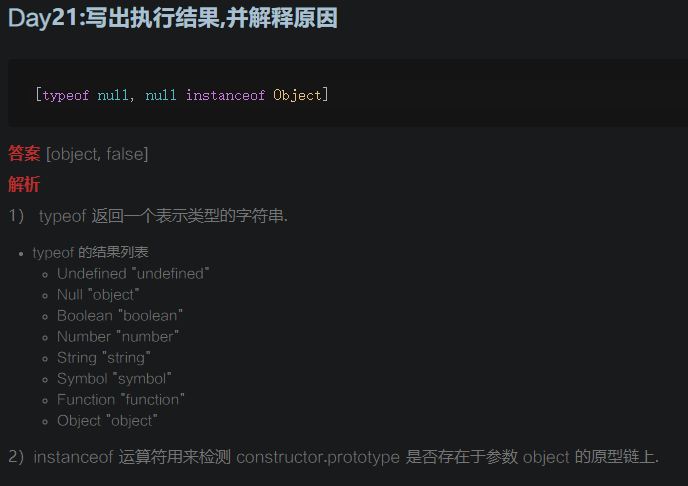 Day21:写出执行结果,并解释原因
[typeof null, null instanceof Object]
答案 [object, false]
解析
1） typeof 返回一个表示类型的字符串.
typeof 的结果列表
Undefined "undefined"
Null "object"
Boolean "boolean"
Number "number"
String "string"
Symbol "symbol"
Function "function"
Object "object"
2）instanceof 运算符用来检测 constructor.prototype 是否存在于参数 object 的原型链上.